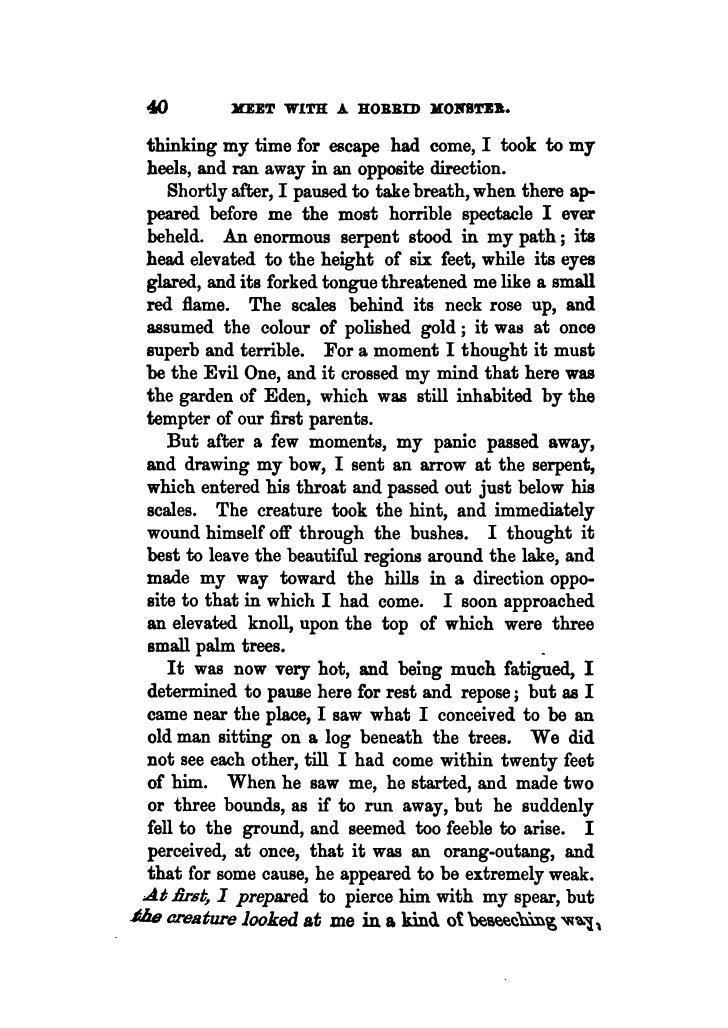 40 MEET WITH A HORRID MONSTER.
thinking my time for escape had come, I took to my
heels, and ran away in an opposite direction.
Shortly after, I paused to take breath, when there ap-
peared before me the most horrible spectacle I ever
beheld. An enormous serpent stood in my path; its
head elevated to the height of six feet, while its eyes
glared, and its forked tongue threatened me like a small
red flame. The scales behind its neck rose up, and
assumed the colour of polished gold; it was at once
superb and terrible. For a moment I thought it must
be the Evil One, and it crossed my mind that here was
the garden of Eden, which was still inhabited by the
tempter of our first parents.
But after a few moments, my panic passed away,
and drawing my bow, I sent an arrow at the serpent,
which entered his throat and passed out just below his
scales. The creature took the hint, and immediately
wound himself off through the bushes. I thought it
best to leave the beautiful regions around the lake, and
made my way toward the hills in a direction oppo-
site to that in which I had come. I soon approached
an elevated knoll, upon the top of which were three
small palm trees.
It was now very hot, and being much fatigued, I
determined to pause here for rest and repose; but as I
came near the place, I saw what I conceived to be an
old man sitting on a log beneath the trees. We did
not see each other, till I had come within twenty feet
of him. When he saw me, he started, and made two
or three bounds, as if to run away, but he suddenly
fell to the ground, and seemed too feeble to arise. I
perceived, at once, that it was an orang-outang, and
that for some cause, he appeared to be extremely weak.
At first, I prepared to pierce him with my spear, but
the creature looked at me in a kind of beseeching way,